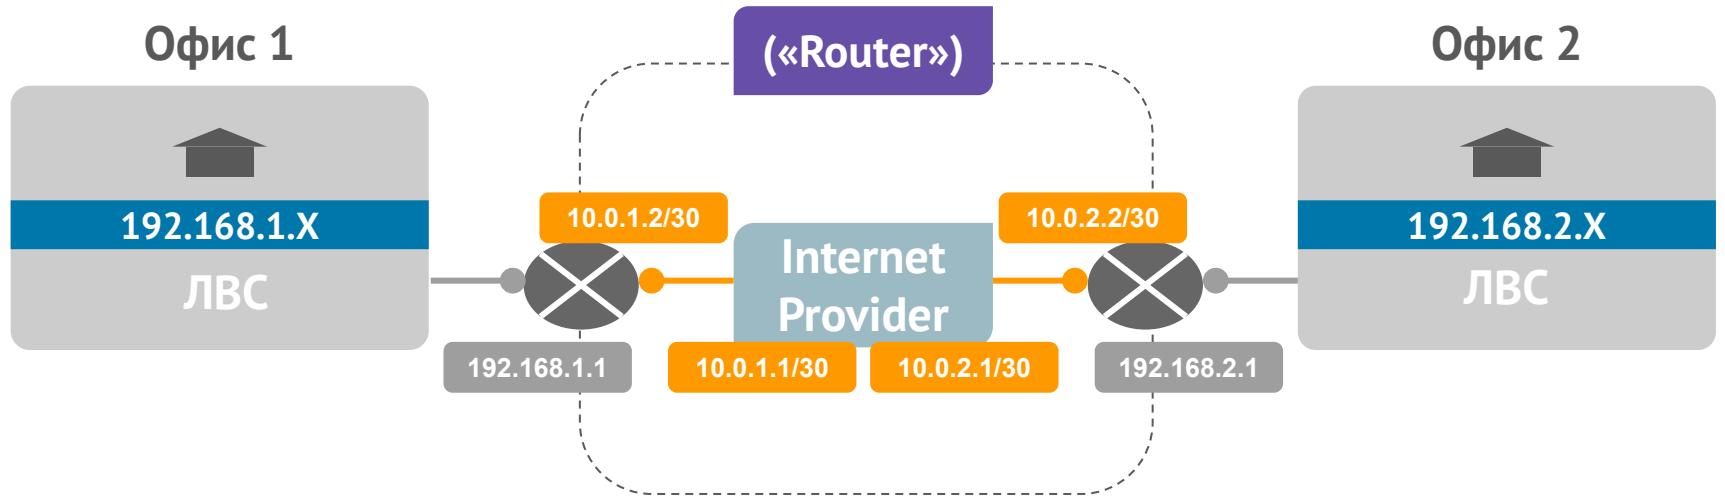 Офис 1
(«Router»)
Офис 2
192.168.1.X
ЛВС
10.0.1.2/30
10.0.2.2/30
Internet
Provider
192.168.2.X
ЛВС
192.168.1.1
10.0.1.1/30
10.0.2.1/30
192.168.2.1